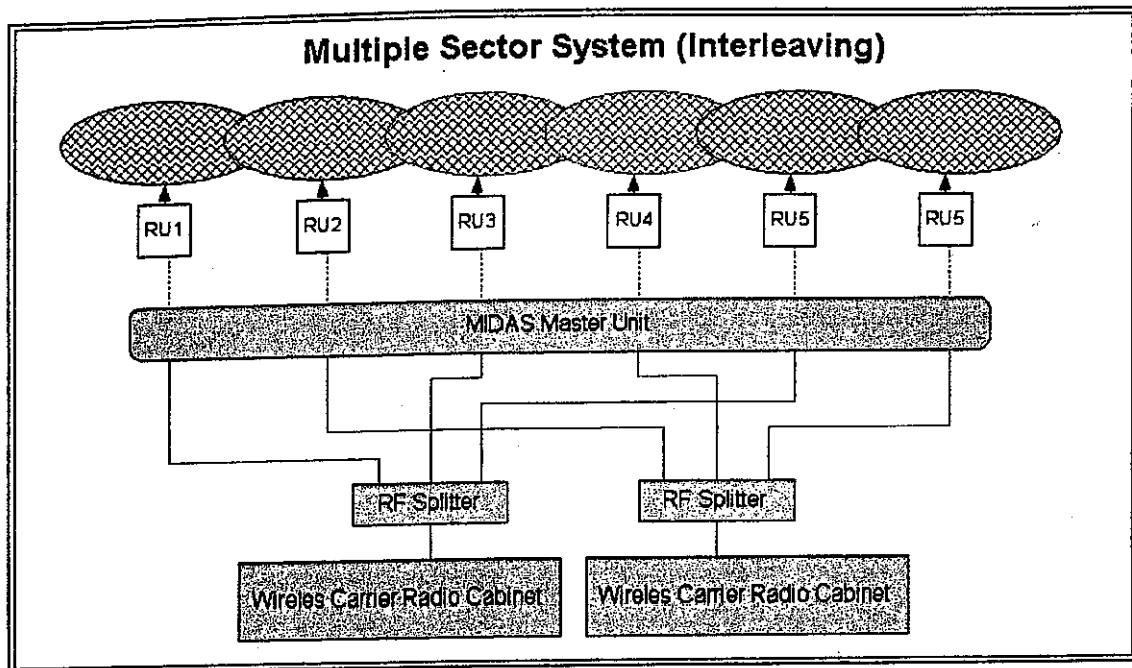 Multiple Sector System (Interleaving)
RU1 RU2 RU3 RU4 RU5 RU5
MIDAS Master Unit
RF Splitter RF Splitter
Wireles Carrier Radio Cabinet Wireles Carrier Radio Cabinet